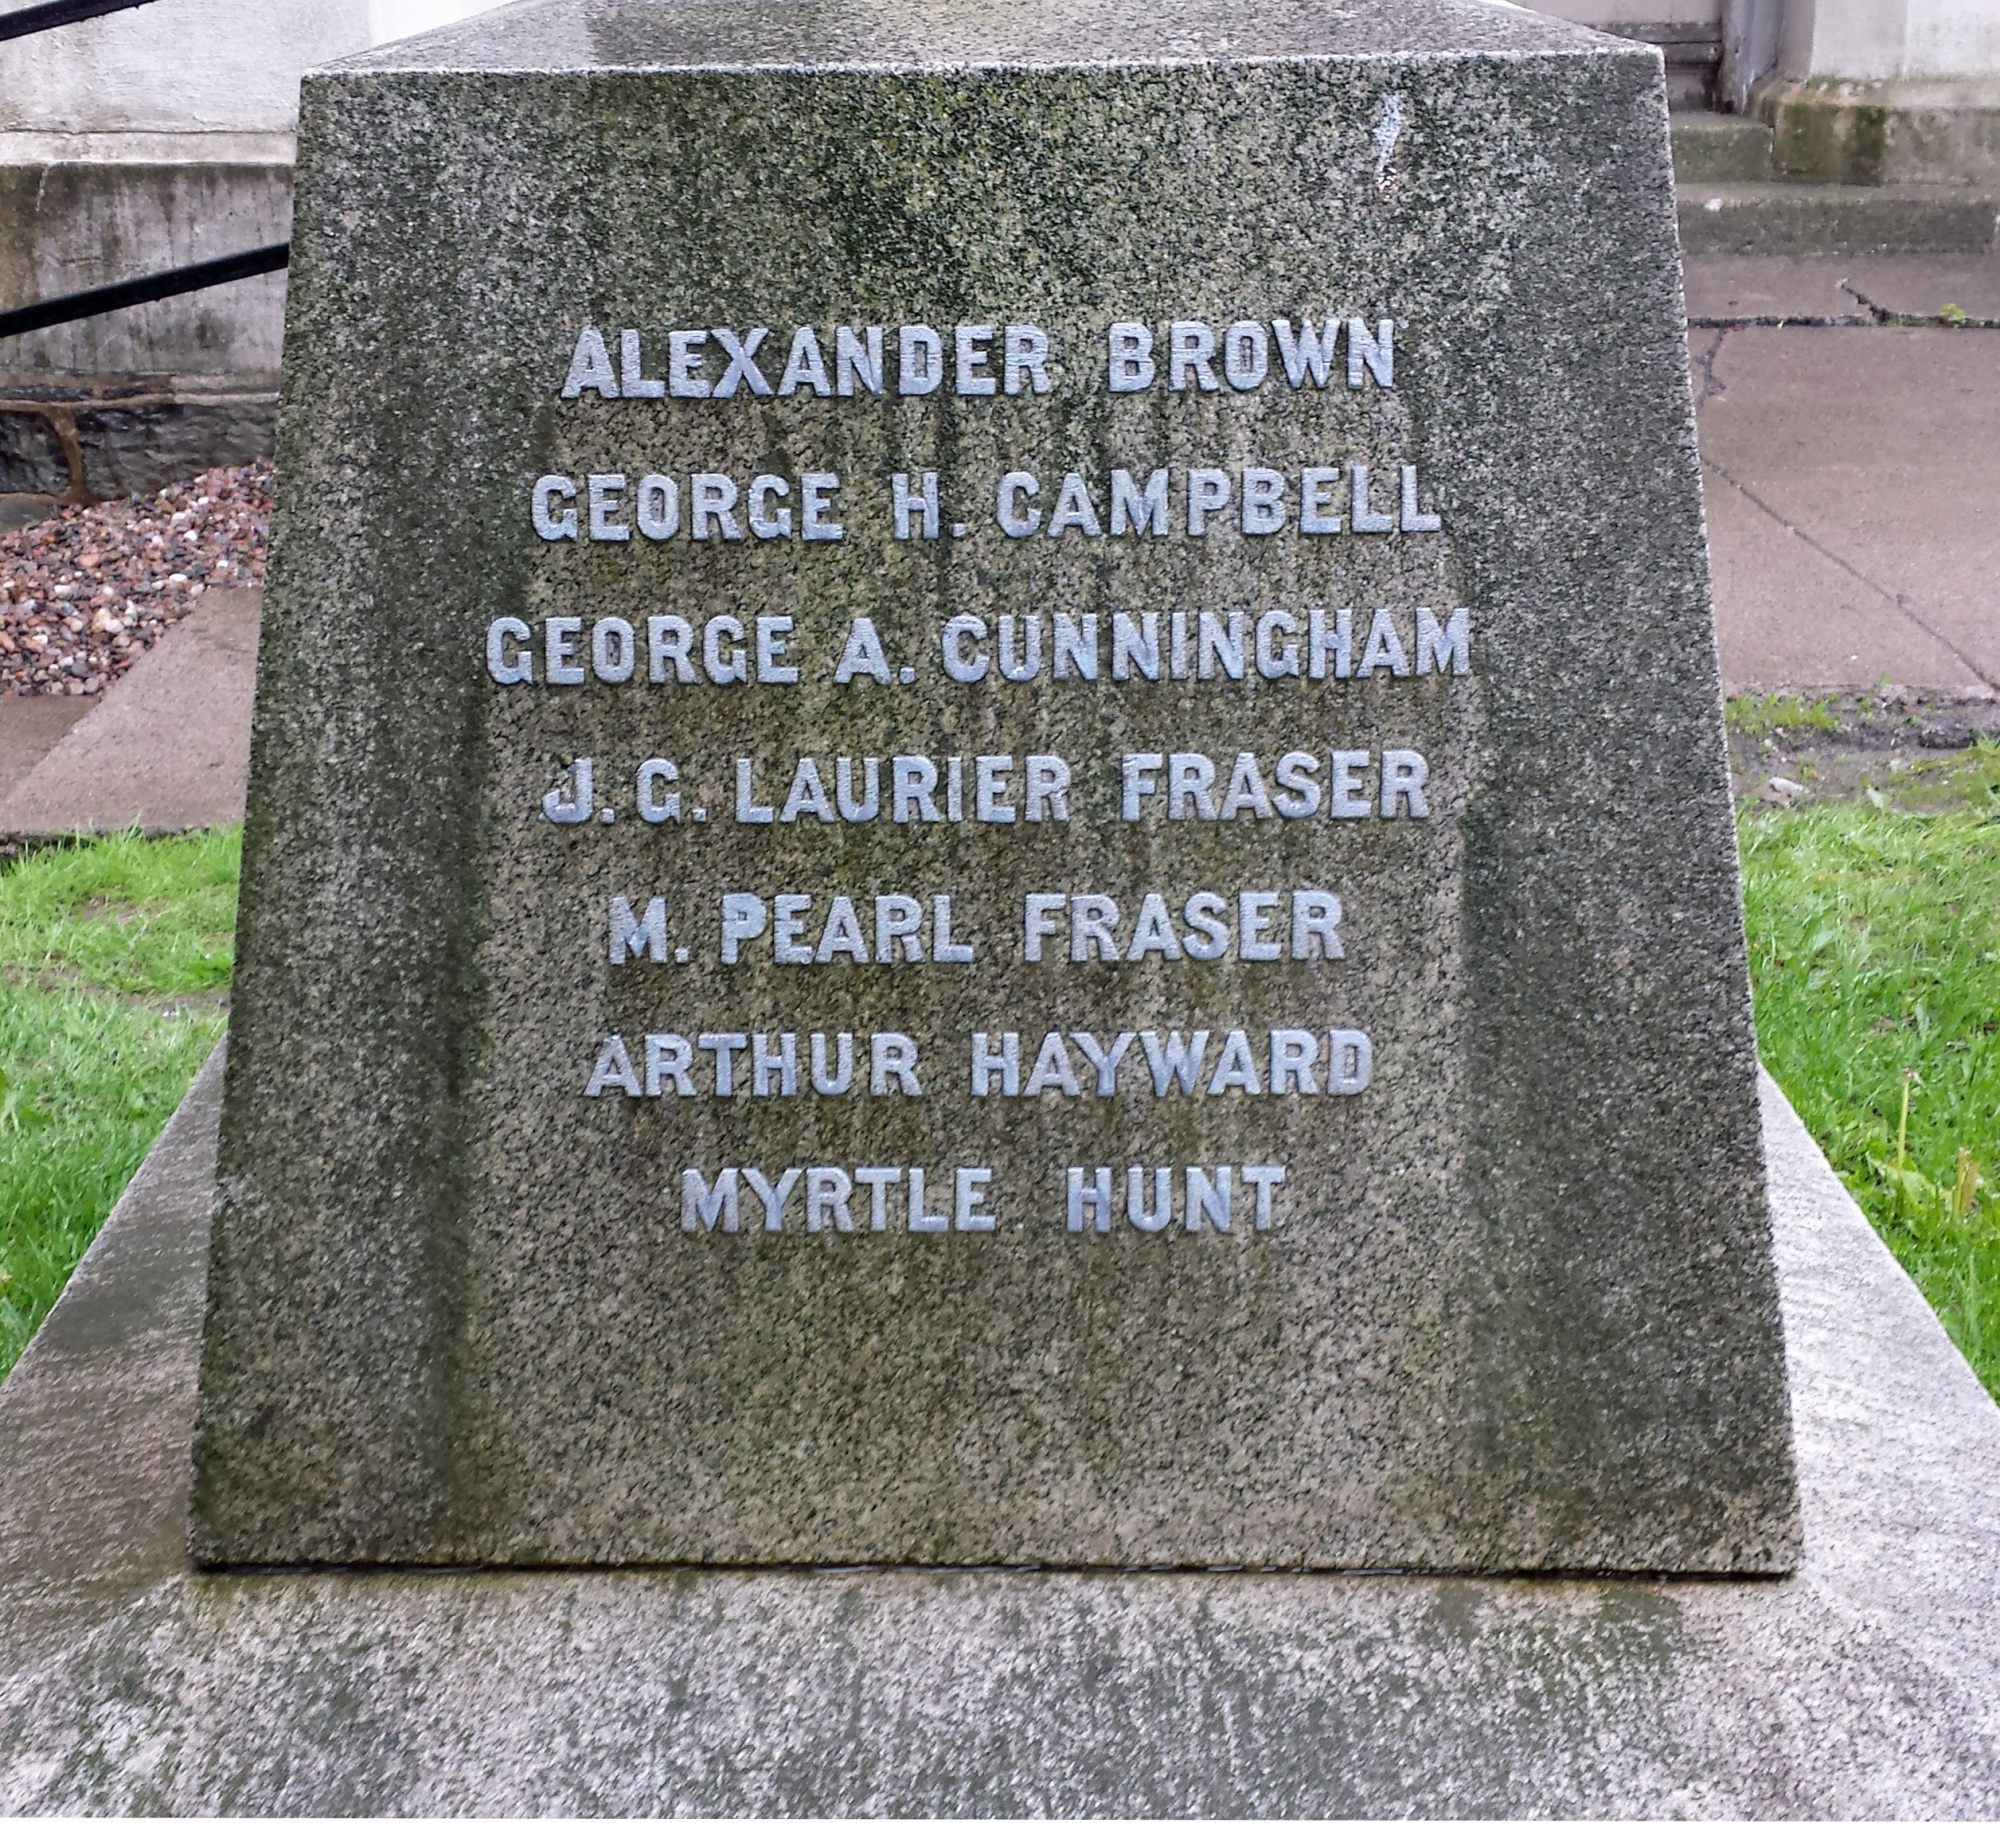 ALEXANDER BROWN
GEORGE H. CAMPBELL
GEORGE A. CUNNINGHAM
J. G. LAURIER FRASER
M. PEARL FRASER
ARTHUR HAYWARD
MYRTLE HUNT